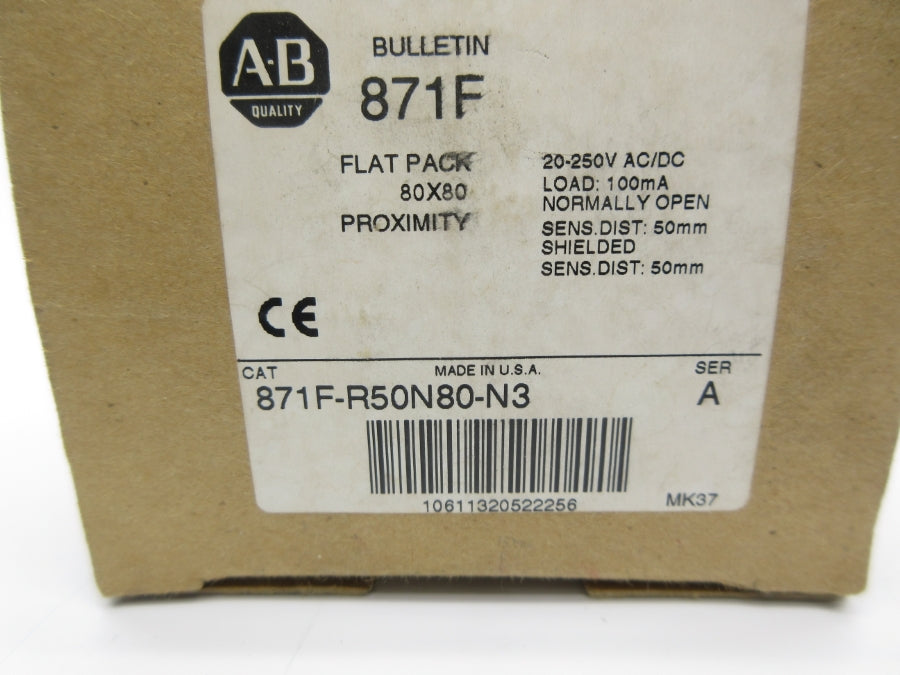 A-B
QUALITY
BULLETIN
871F
FLAT PACK
80X80
PROXIMITY
20-250V AC/DC
LOAD: 100mA
NORMALLY OPEN
SENS.DIST: 50mm
SHIELDED
SENS.DIST: 50mm
CE
CAT
MADE IN U.S.A.
SER
871F-R50N80-N3
A
10611320522256
MK37